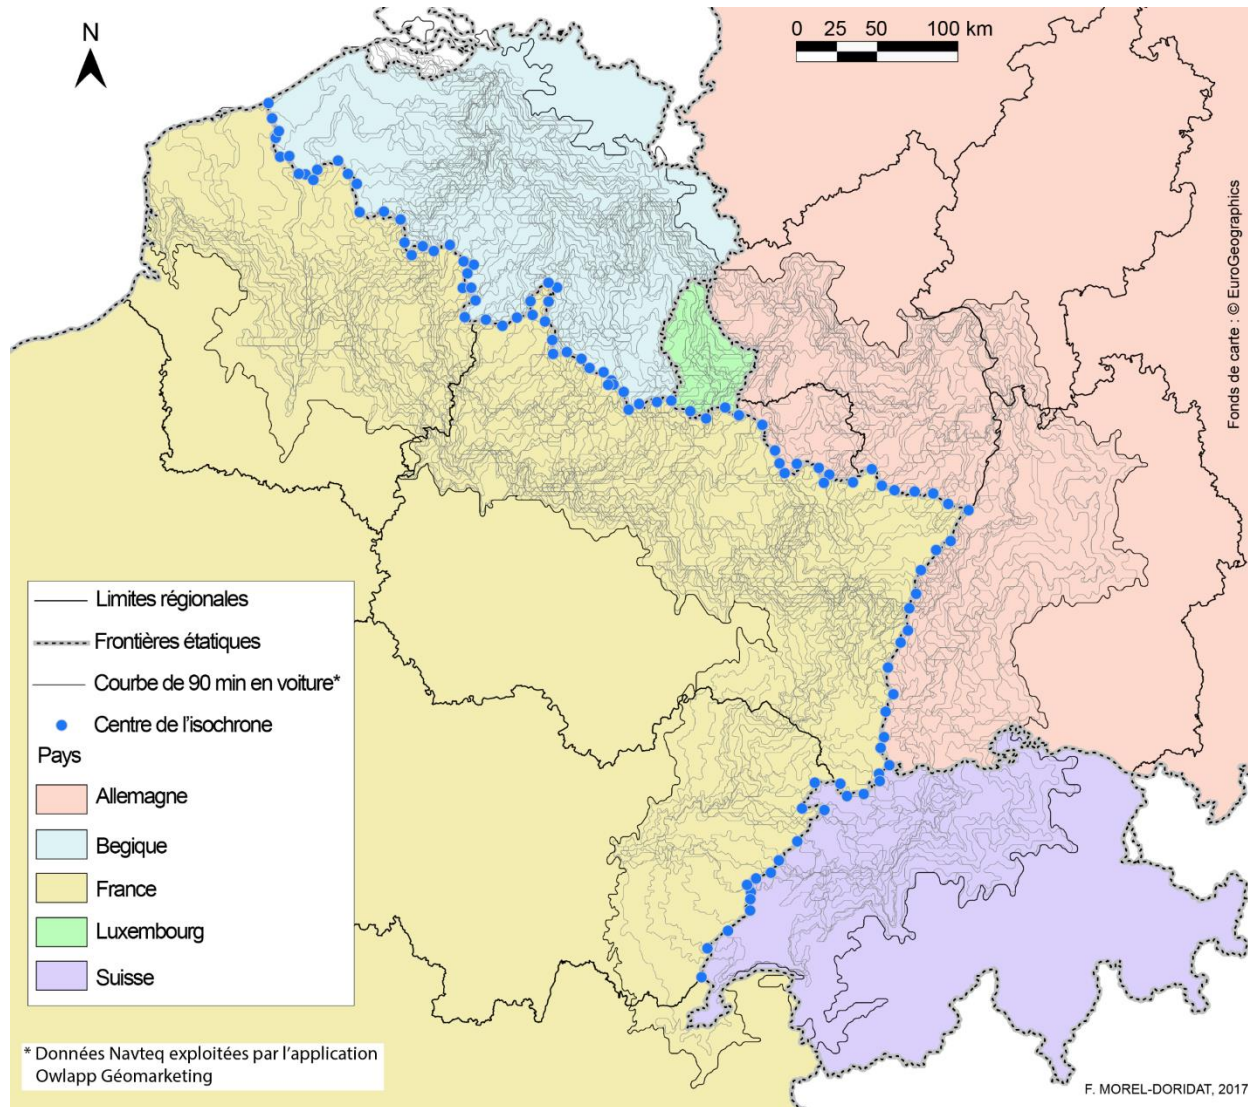 N
0 25 50 100 km
Fonds de carte : © EuroGeographics
Limites régionales
Frontières étatiques
Courbe de 90 min en voiture*
Centre de l'isochrone
Pays
Allemagne
Begique
France
Luxembourg
Suisse
* Données Navteq exploitées par l'application
Owlapp Géomarketing
F. MOREL-DORIDAT, 2017